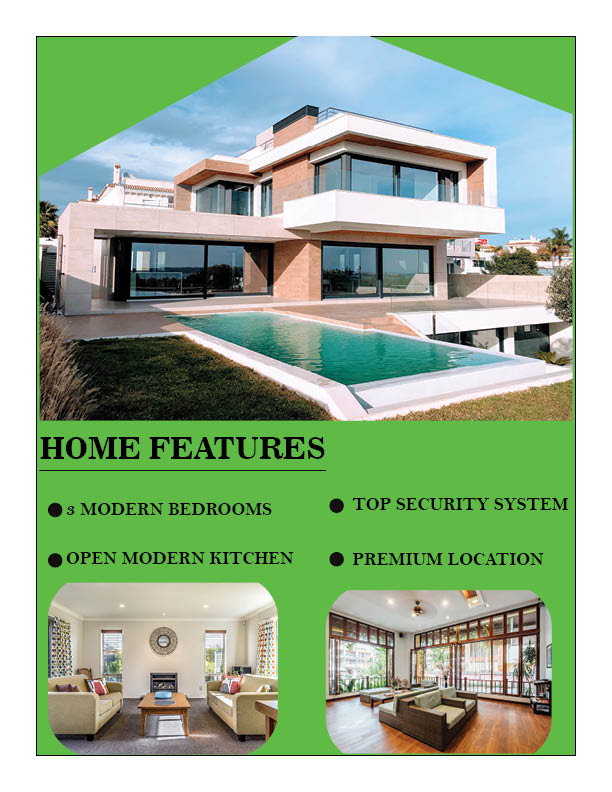 HOME FEATURES
● 3 MODERN BEDROOMS
● TOP SECURITY SYSTEM
● OPEN MODERN KITCHEN
● PREMIUM LOCATION